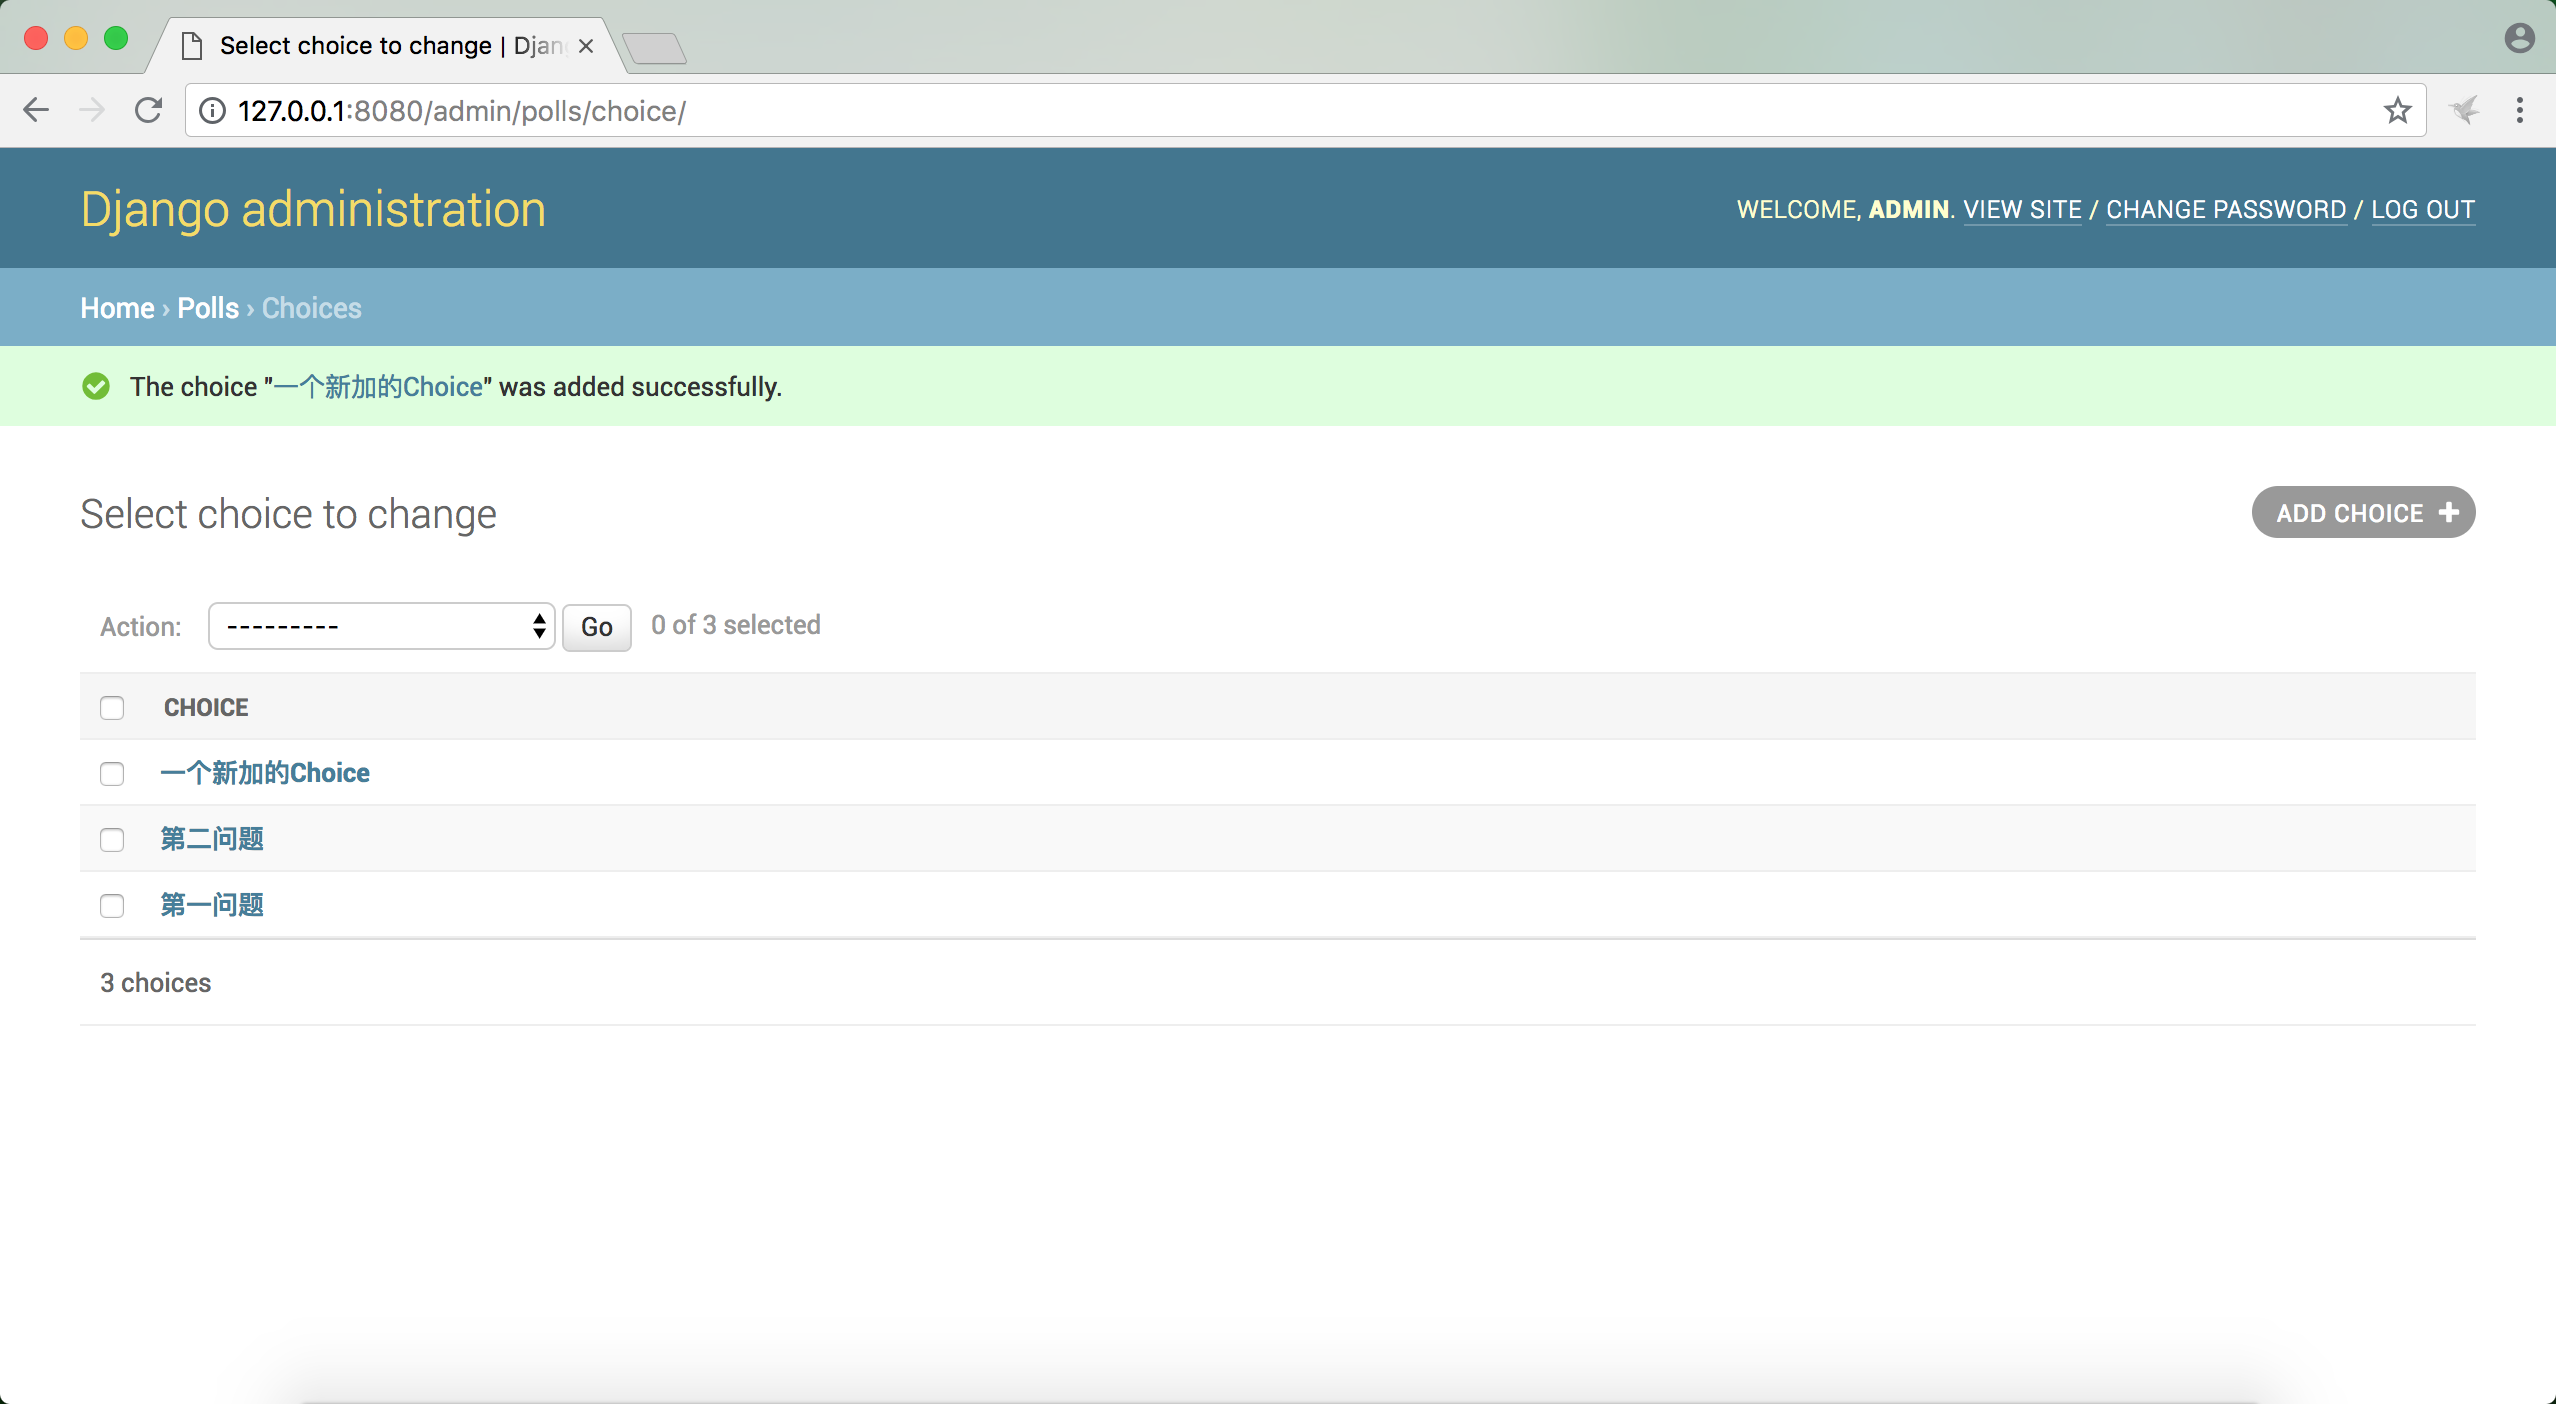 Select choice to change | Djan
127.0.0.1:8080/admin/polls/choice/
Django administration
WELCOME, ADMIN. VIEW SITE / CHANGE PASSWORD / LOG OUT
Home › Polls › Choices
The choice "一个新加的Choice" was added successfully.
Select choice to change
ADD CHOICE +
Action: --------- Go 0 of 3 selected
CHOICE
一个新加的Choice
第二问题
第一问题
3 choices